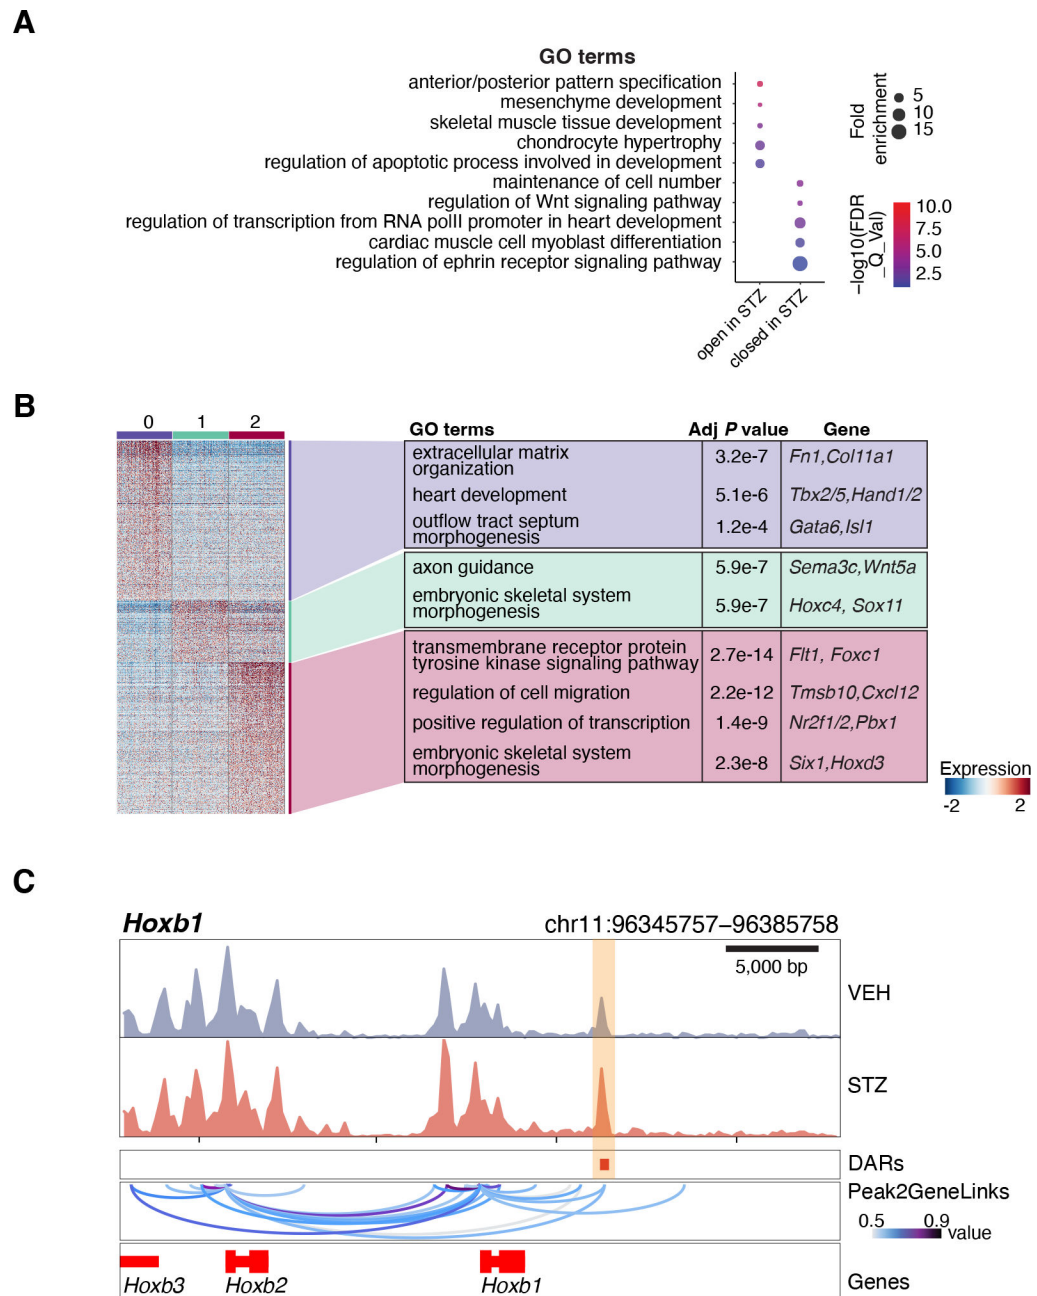 A
GO terms
anterior/posterior pattern specification
mesenchyme development
skeletal muscle tissue development
chondrocyte hypertrophy
regulation of apoptotic process involved in development
maintenance of cell number
regulation of Wnt signaling pathway
regulation of transcription from RNA polII promoter in heart development
cardiac muscle cell myoblast differentiation
regulation of ephrin receptor signaling pathway
open in STZ
closed in STZ
Fold
enrichment
5
10
15
−log10(FDR
_Q_Val)
10.0
7.5
5.0
2.5
B
0 1 2
GO terms Adj P value Gene
extracellular matrix
organization 3.2e-7 Fn1,Col11a1
heart development 5.1e-6 Tbx2/5,Hand1/2
outflow tract septum
morphogenesis 1.2e-4 Gata6,Isl1
axon guidance 5.9e-7 Sema3c,Wnt5a
embryonic skeletal system
morphogenesis 5.9e-7 Hoxc4, Sox11
transmembrane receptor protein
tyrosine kinase signaling pathway 2.7e-14 Flt1, Foxc1
regulation of cell migration 2.2e-12 Tmsb10,Cxcl12
positive regulation of transcription 1.4e-9 Nr2f1/2,Pbx1
embryonic skeletal system
morphogenesis 2.3e-8 Six1,Hoxd3
Expression
-2 2
C
Hoxb1 chr11:96345757–96385758
5,000 bp
VEH
STZ
DARs
Peak2GeneLinks
0.5 0.9 value
Hoxb3 Hoxb2 Hoxb1 Genes